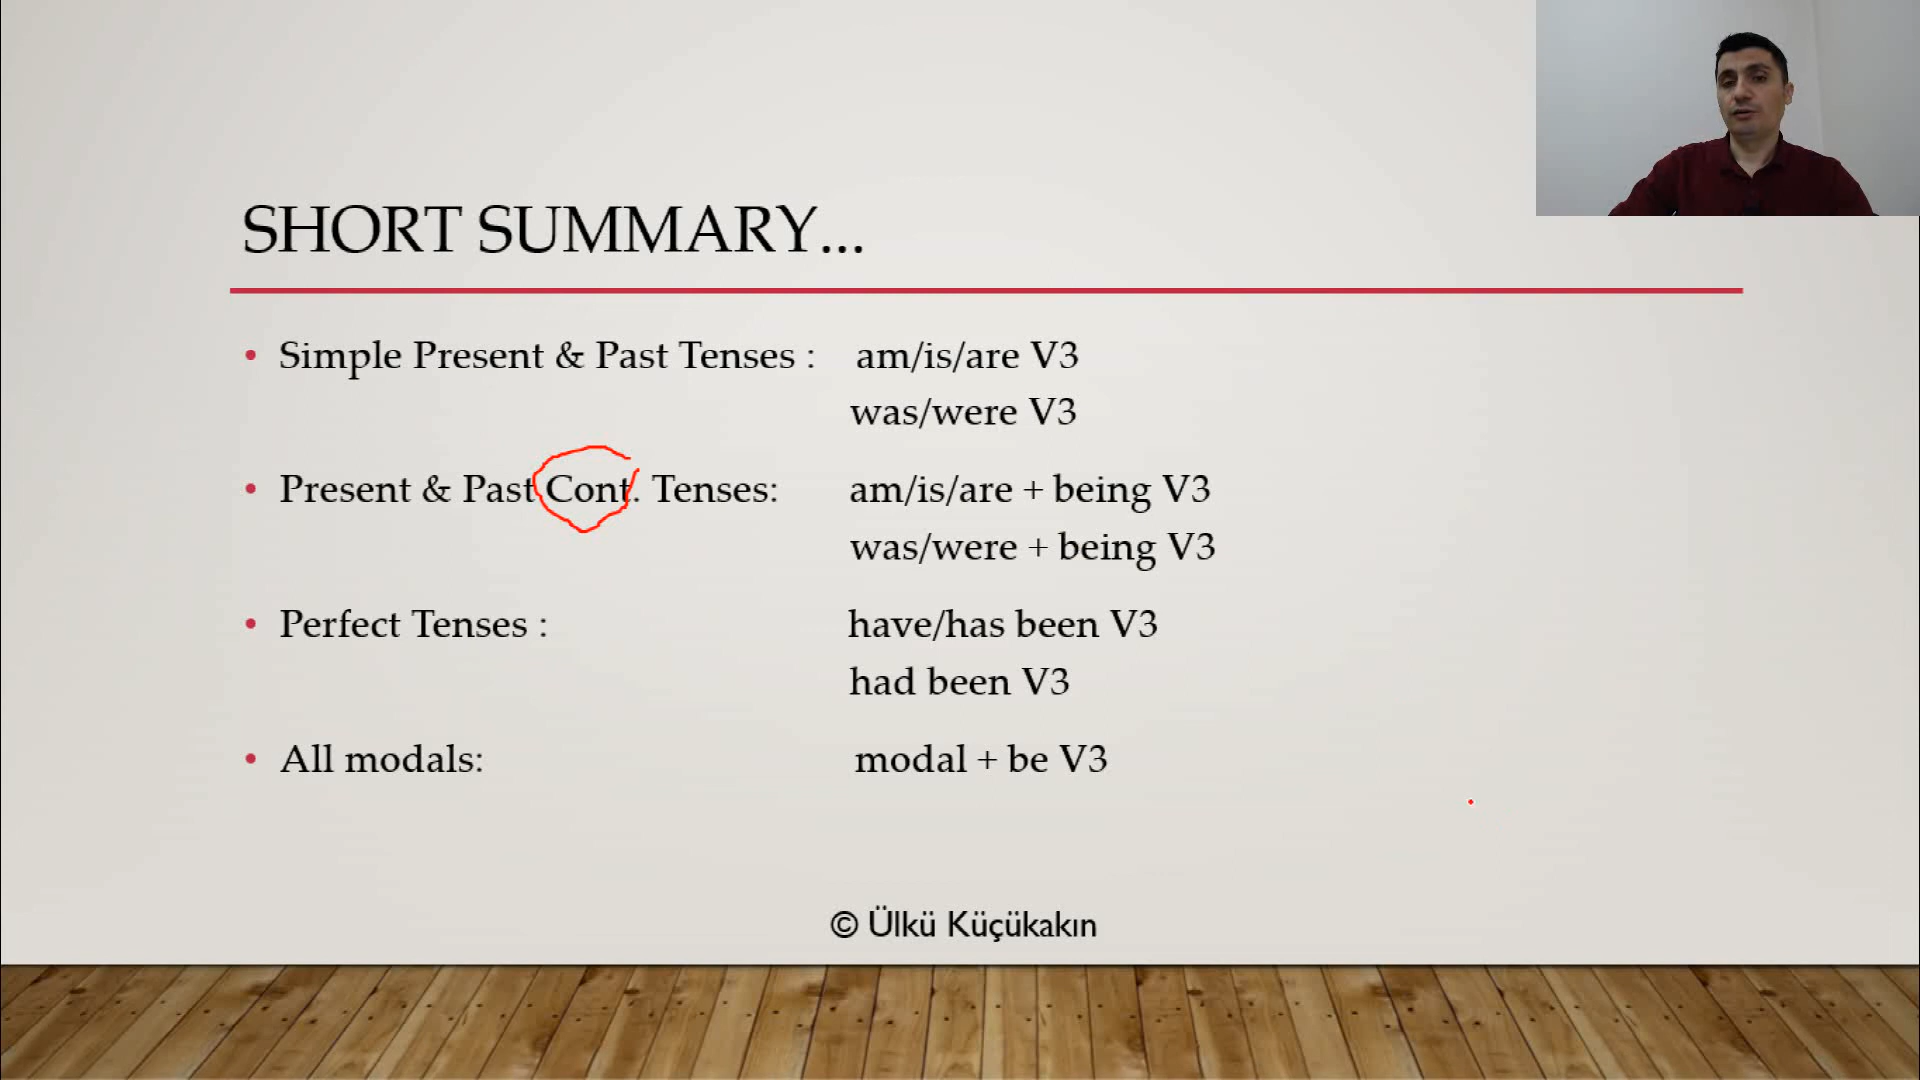 SHORT SUMMARY...
• Simple Present & Past Tenses : am/is/are V3
was/were V3
• Present & Past Cont. Tenses: am/is/are + being V3
was/were + being V3
• Perfect Tenses : have/has been V3
had been V3
• All modals: modal + be V3
© Ülkü Küçükakın